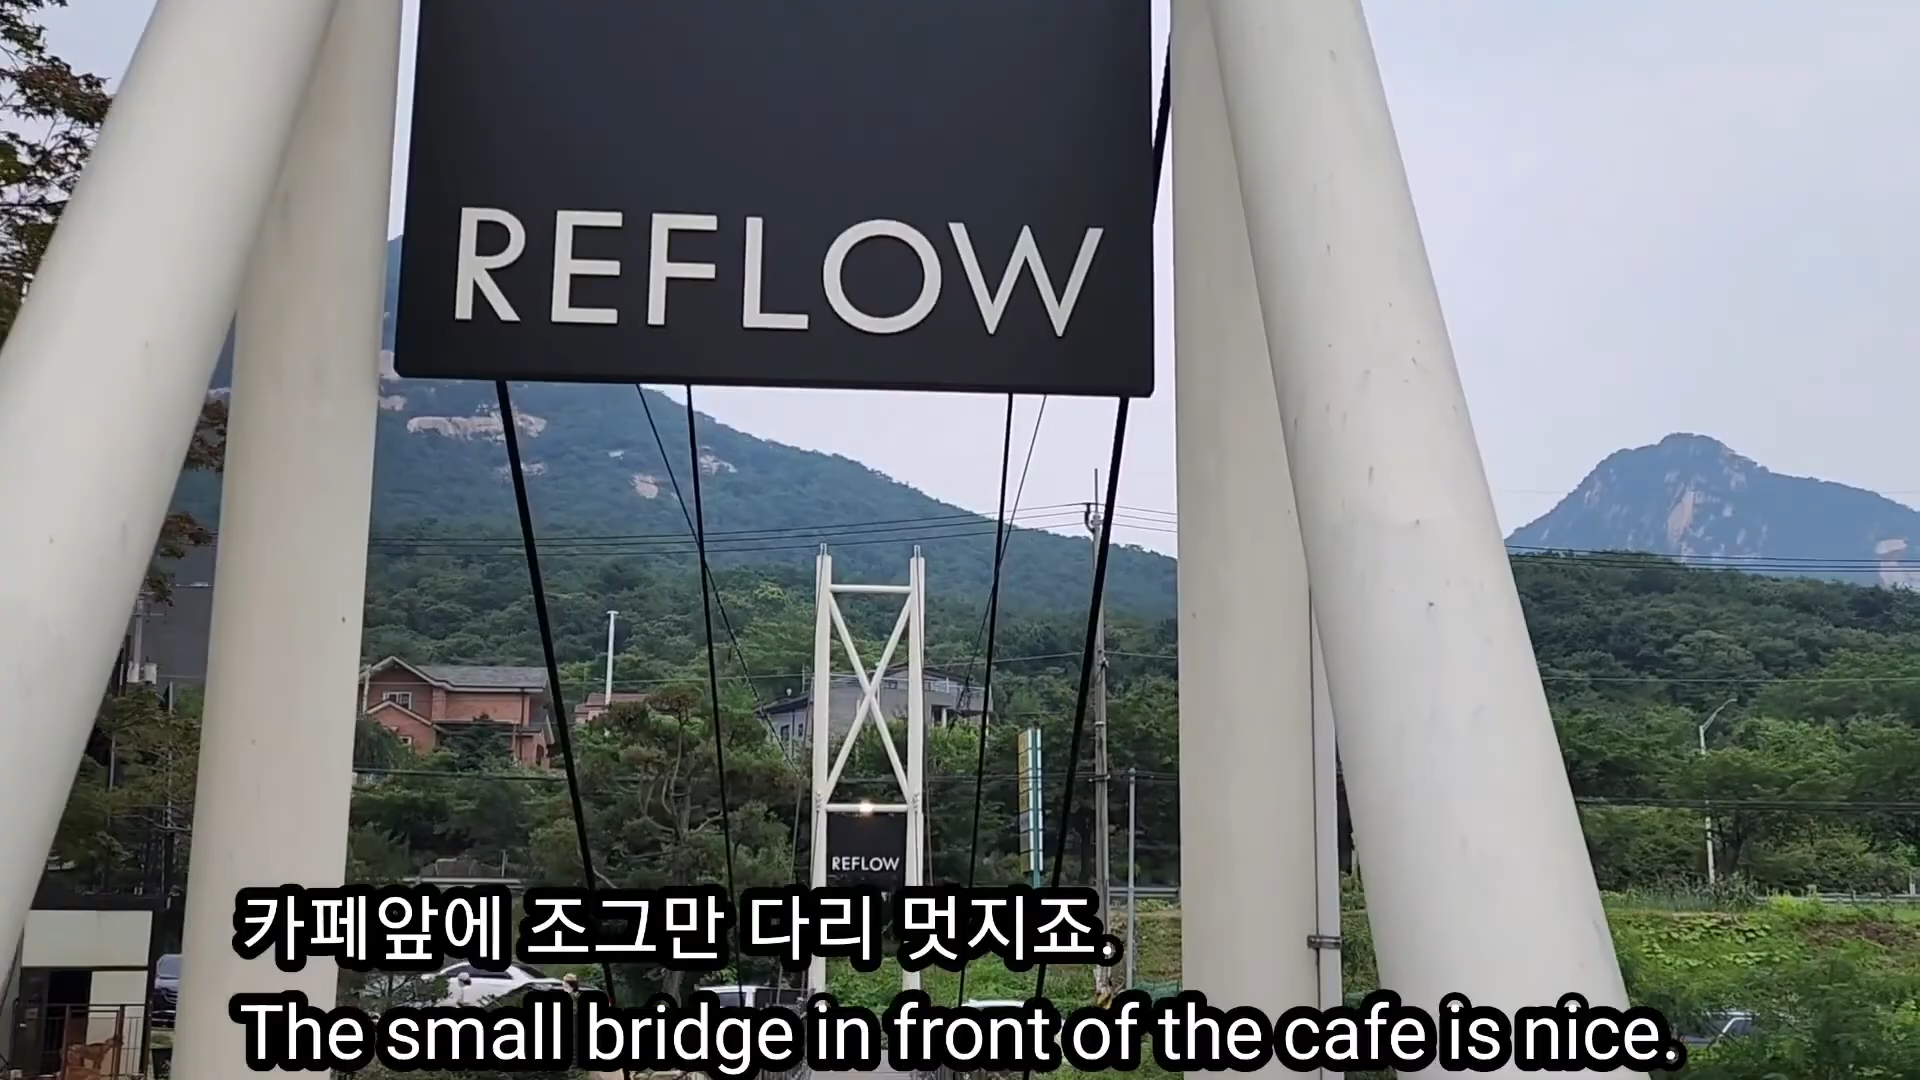 REFLOW
REFLOW
카페앞에 조그만 다리 멋지죠.
The small bridge in front of the cafe is nice.